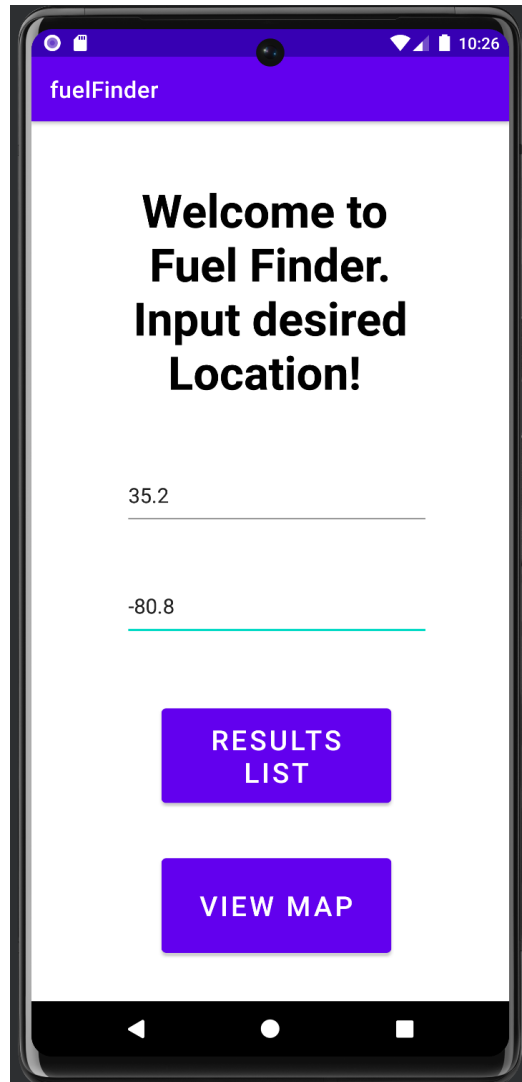 10:26
fuelFinder
Welcome to
Fuel Finder.
Input desired
Location!
35.2
-80.8
RESULTS
LIST
VIEW MAP